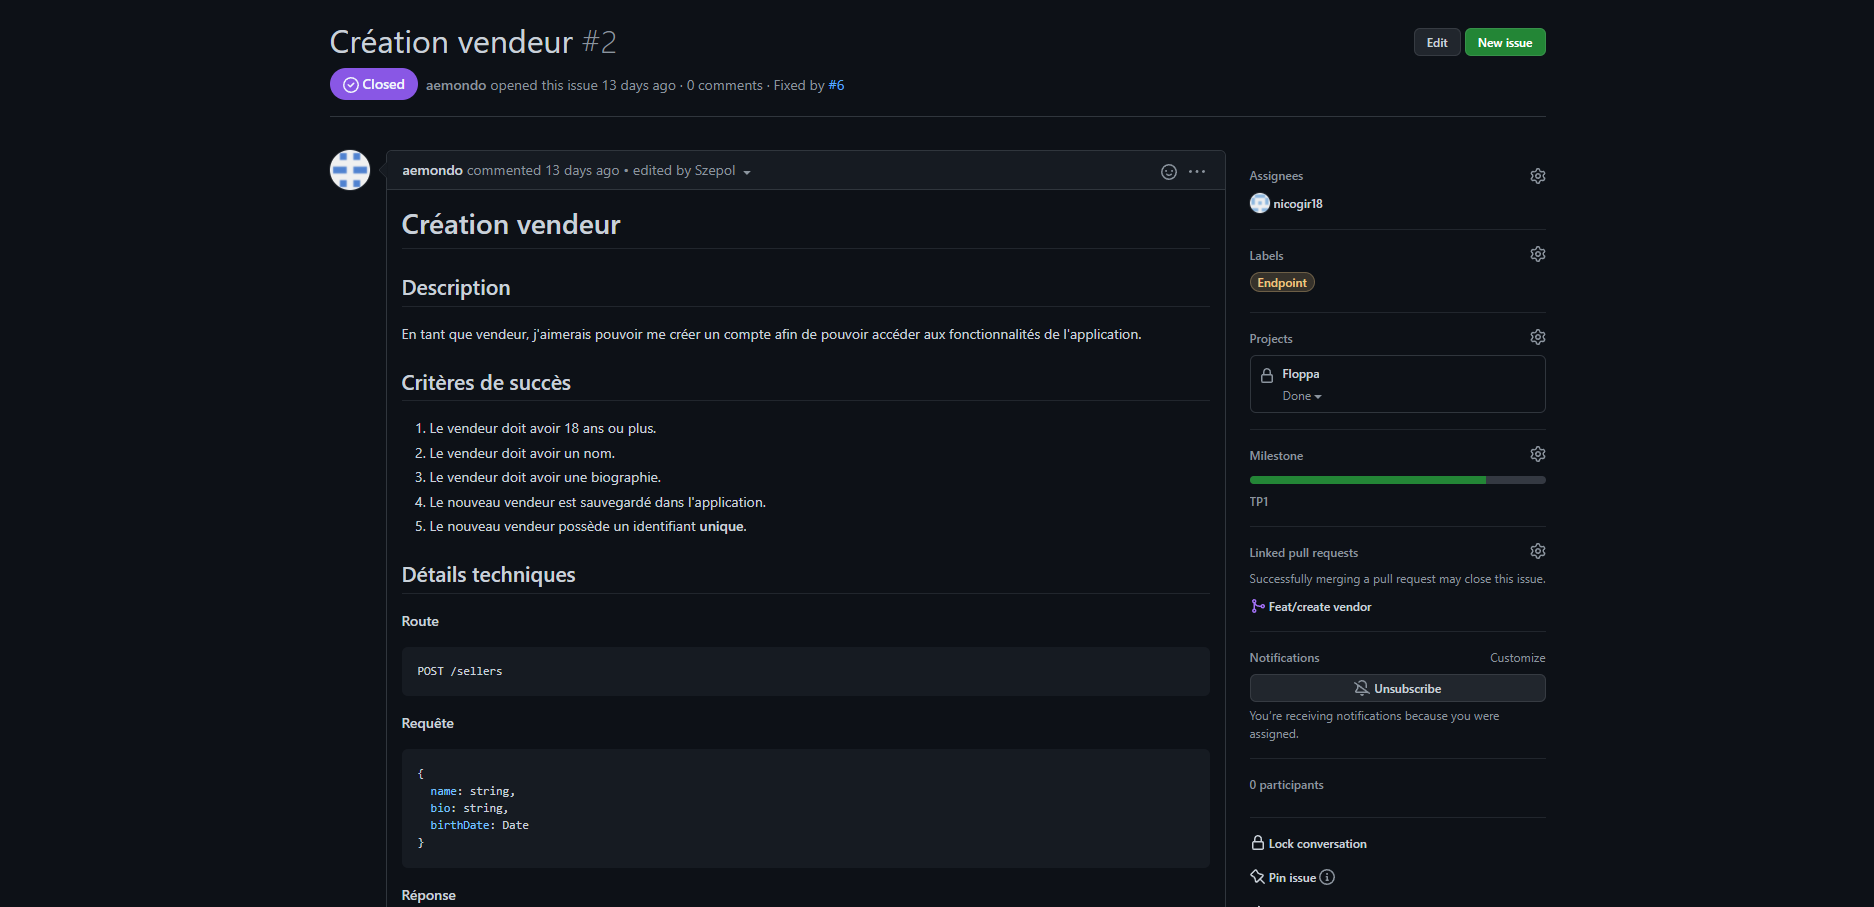 Création vendeur #2
Edit
New issue
Closed
aemondo opened this issue 13 days ago · 0 comments · Fixed by #6
aemondo commented 13 days ago • edited by Szepol
Création vendeur
Description
En tant que vendeur, j'aimerais pouvoir me créer un compte afin de pouvoir accéder aux fonctionnalités de l'application.
Critères de succès
1. Le vendeur doit avoir 18 ans ou plus.
2. Le vendeur doit avoir un nom.
3. Le vendeur doit avoir une biographie.
4. Le nouveau vendeur est sauvegardé dans l'application.
5. Le nouveau vendeur possède un identifiant unique.
Détails techniques
Route
POST /sellers
Requête
{
name: string,
bio: string,
birthDate: Date
}
Réponse
Assignees
nicogir18
Labels
Endpoint
Projects
Floppa
Done
Milestone
TP1
Linked pull requests
Successfully merging a pull request may close this issue.
Feat/create vendor
Notifications
Customize
Unsubscribe
You're receiving notifications because you were
assigned.
0 participants
Lock conversation
Pin issue